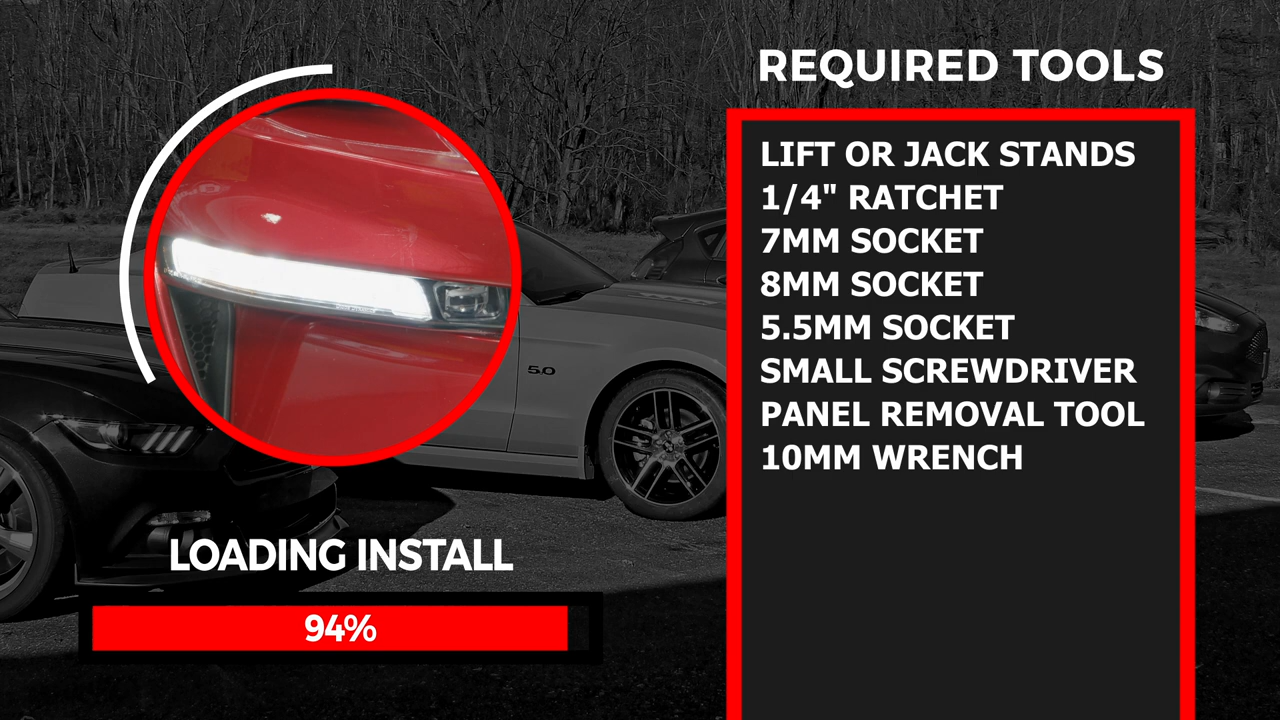 REQUIRED TOOLS
LIFT OR JACK STANDS
1/4" RATCHET
7MM SOCKET
8MM SOCKET
5.5MM SOCKET
SMALL SCREWDRIVER
PANEL REMOVAL TOOL
10MM WRENCH
5.0
LOADING INSTALL
94%